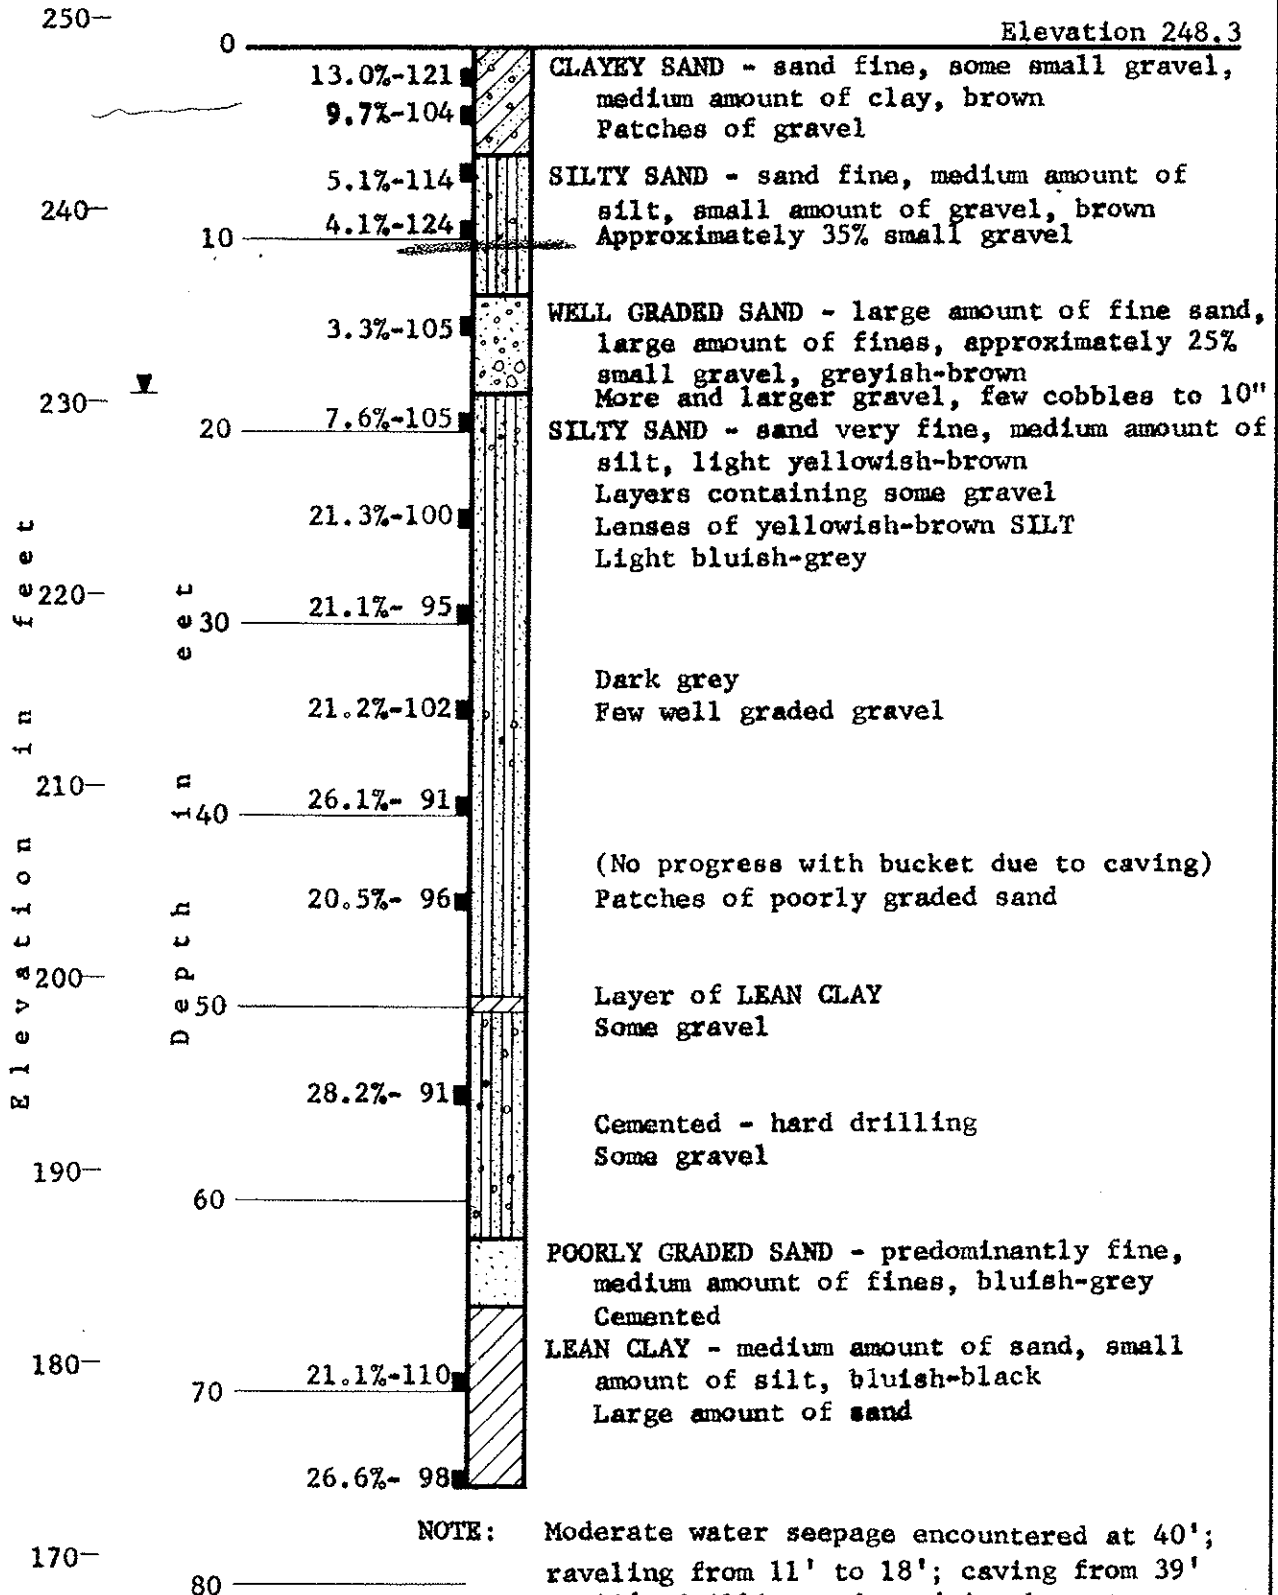 250-
Elevation 248.3
0
13.0%-121
CLAYEY SAND - sand fine, some small gravel,
medium amount of clay, brown
9.7%-104
Patches of gravel
5.1%-114
SILTY SAND - sand fine, medium amount of
silt, small amount of gravel, brown
240-
4.1%-124
Approximately 35% small gravel
10
3.3%-105
WELL GRADED SAND - large amount of fine sand,
large amount of fines, approximately 25%
small gravel, greyish-brown
More and larger gravel, few cobbles to 10"
230-
7.6%-105
20
SILTY SAND - sand very fine, medium amount of
silt, light yellowish-brown
Layers containing some gravel
21.3%-100
Lenses of yellowish-brown SILT
Light bluish-grey
220-
21.1%- 95
30
Dark grey
21.2%-102
Few well graded gravel
210-
26.1%- 91
40
(No progress with bucket due to caving)
20.5%- 96
Patches of poorly graded sand
200-
Layer of LEAN CLAY
50
Some gravel
28.2%- 91
Cemented - hard drilling
Some gravel
190-
60
POORLY GRADED SAND - predominantly fine,
medium amount of fines, bluish-grey
Cemented
LEAN CLAY - medium amount of sand, small
180-
21.1%-110
amount of silt, bluish-black
70
Large amount of sand
26.6%- 98
NOTE: Moderate water seepage encountered at 40';
170-
raveling from 11' to 18'; caving from 39'
80
Elevation in feet
Depth in eet